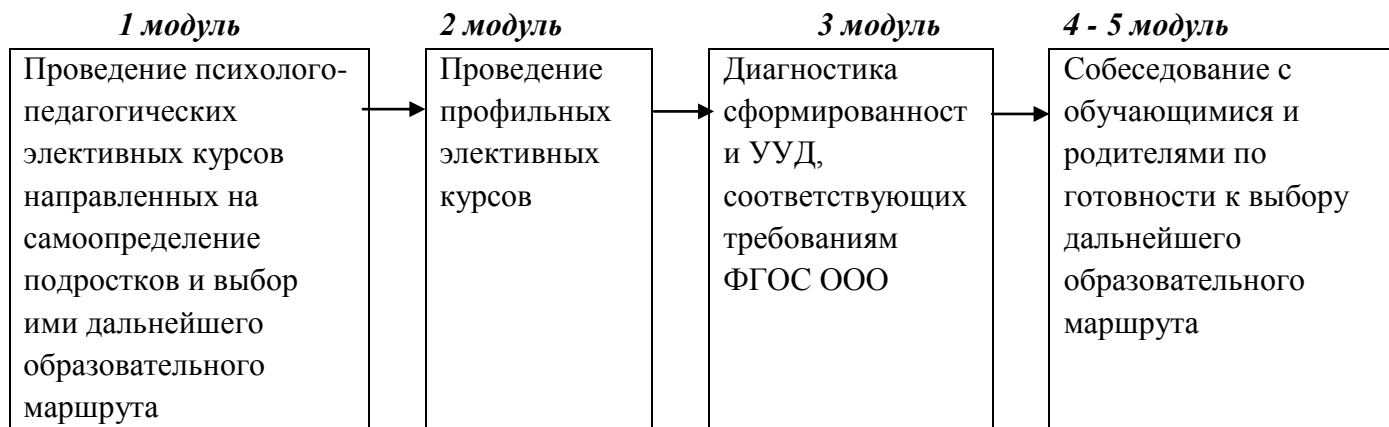 1 модуль
Проведение психолого-
педагогических
элективных курсов
направленных на
самоопределение
подростков и выбор
ими дальнейшего
образовательного
маршрута
2 модуль
Проведение
профильных
элективных
курсов
3 модуль
Диагностика
сформированност
и УУД,
соответствующих
требованиям
ФГОС ООО
4 - 5 модуль
Собеседование с
обучающимися и
родителями по
готовности к выбору
дальнейшего
образовательного
маршрута